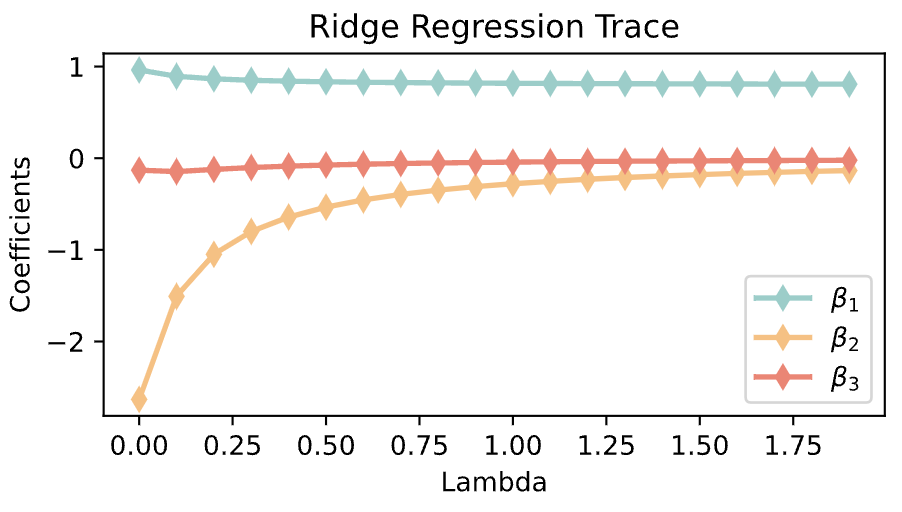 Ridge Regression Trace
Coefficients
1
0
−1
−2
β₁
β₂
β₃
0.00 0.25 0.50 0.75 1.00 1.25 1.50 1.75
Lambda